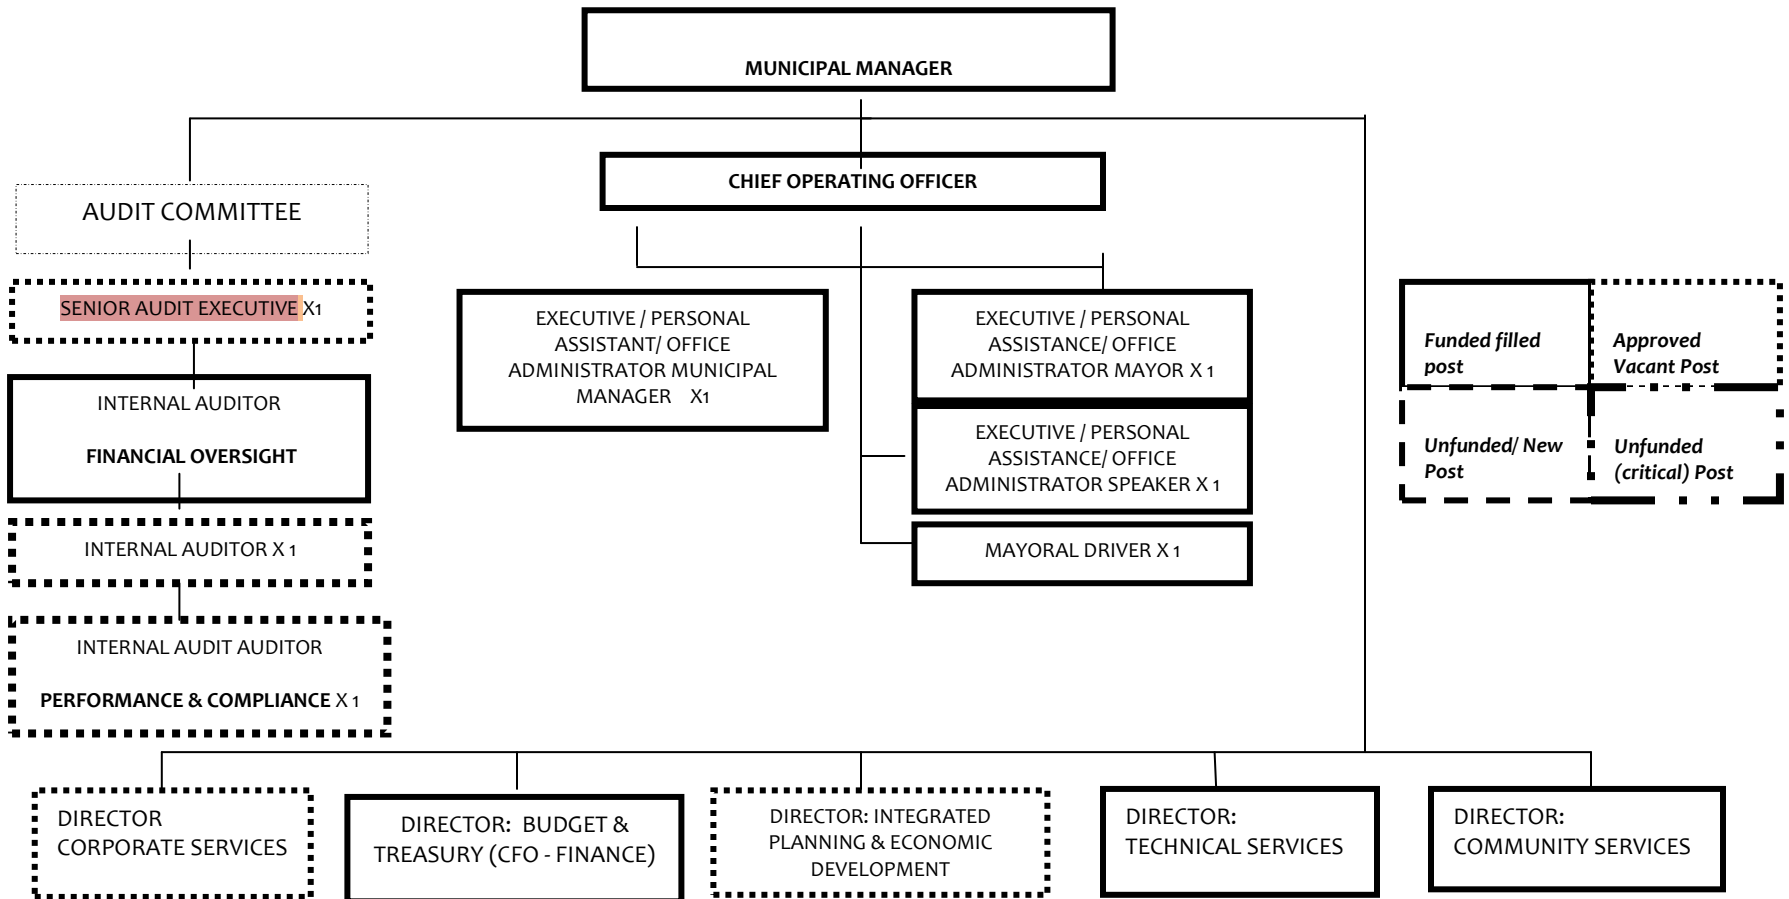 MUNICIPAL MANAGER
CHIEF OPERATING OFFICER
AUDIT COMMITTEE
SENIOR AUDIT EXECUTIVE X1
INTERNAL AUDITOR
FINANCIAL OVERSIGHT
INTERNAL AUDITOR X 1
INTERNAL AUDIT AUDITOR
PERFORMANCE & COMPLIANCE X 1
EXECUTIVE / PERSONAL
ASSISTANT/ OFFICE
ADMINISTRATOR MUNICIPAL
MANAGER X1
EXECUTIVE / PERSONAL
ASSISTANCE/ OFFICE
ADMINISTRATOR MAYOR X 1
EXECUTIVE / PERSONAL
ASSISTANCE/ OFFICE
ADMINISTRATOR SPEAKER X 1
MAYORAL DRIVER X 1
Funded filled
post
Approved
Vacant Post
Unfunded/ New
Post
Unfunded
(critical) Post
DIRECTOR
CORPORATE SERVICES
DIRECTOR: BUDGET &
TREASURY (CFO - FINANCE)
DIRECTOR: INTEGRATED
PLANNING & ECONOMIC
DEVELOPMENT
DIRECTOR:
TECHNICAL SERVICES
DIRECTOR:
COMMUNITY SERVICES